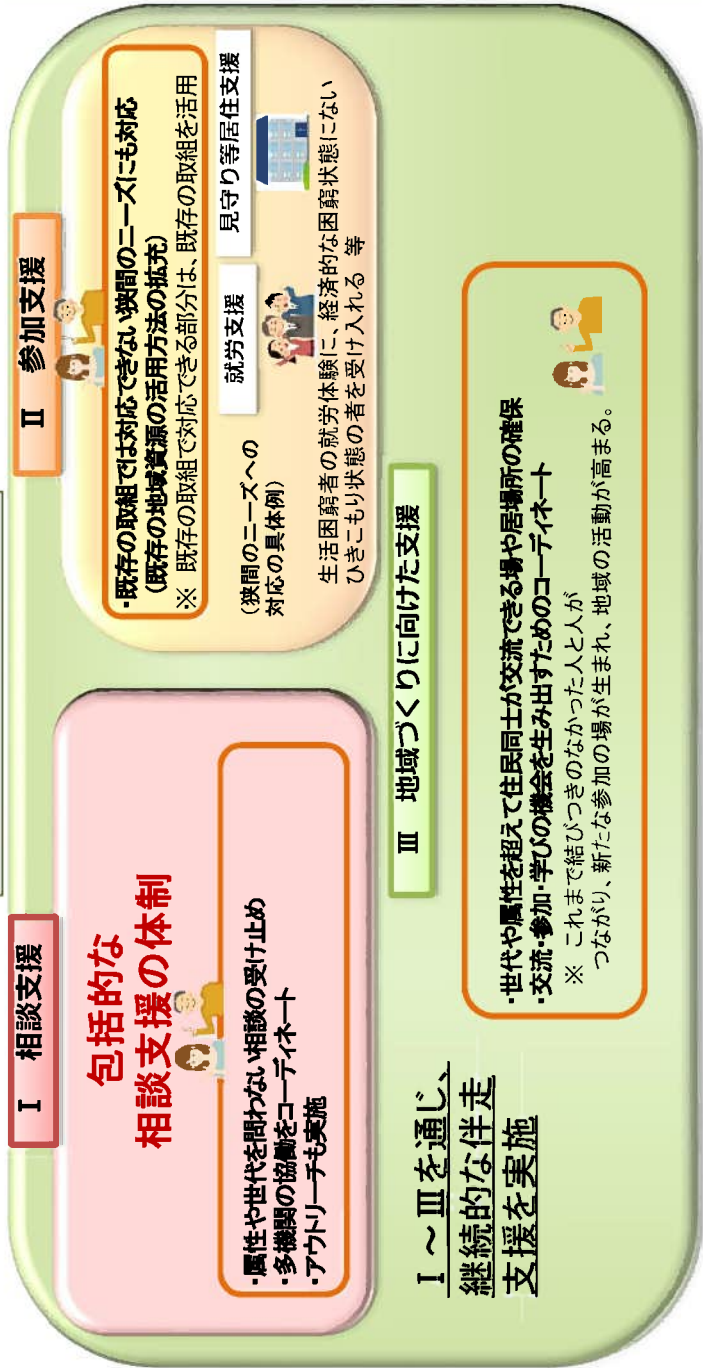 Ⅰ 相談支援
包括的な
相談支援の体制
・属性や世代を問わない相談の受け止め
・多機関の協働をコーディネート
・アウトリーチも実施
Ⅱ 参加支援
・既存の取組では対応できない狭間のニーズにも対応
(既存の地域資源の活用方法の拡充)
※ 既存の取組で対応できる部分は、既存の取組を活用
(狭間のニーズへの
対応の具体例)
就労支援
見守り等居住支援
生活困窮者の就労体験に、経済的な困窮状態にない
ひきこもり状態の者を受け入れる 等
Ⅲ 地域づくりに向けた支援
Ⅰ～Ⅲを通じ、
継続的な伴走
支援を実施
・世代や属性を超えて住民同士が交流できる場や居場所の確保
・交流・参加・学びの機会を生み出すためのコーディネート
※ これまで結びつきのなかった人と人が
つながり、新たな参加の場が生まれ、地域の活動が高まる。